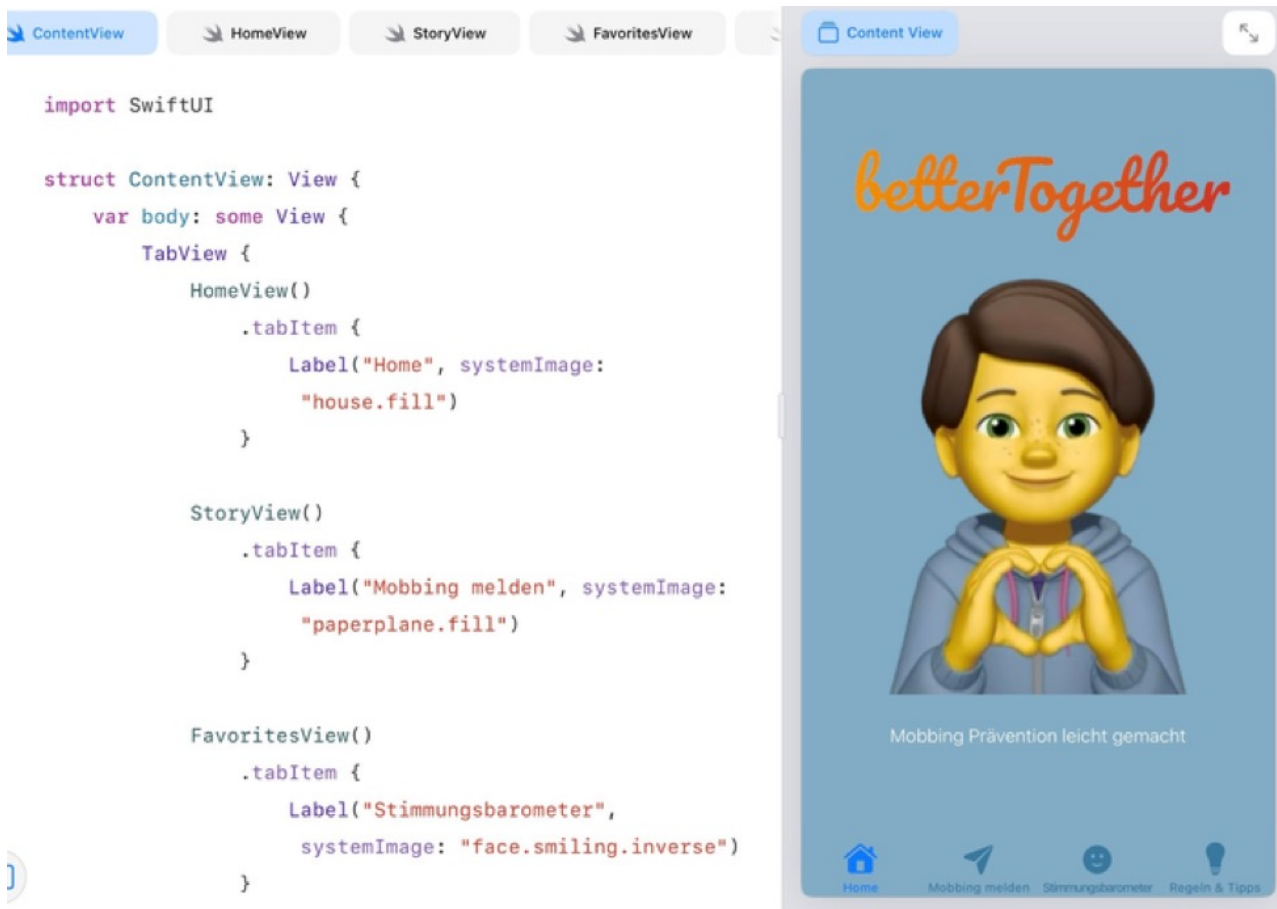 ContentView
HomeView
StoryView
FavoritesView
import SwiftUI
struct ContentView: View {
var body: some View {
TabView {
HomeView()
.tabItem {
Label("Home", systemImage:
"house.fill")
}
StoryView()
.tabItem {
Label("Mobbing melden", systemImage:
"paperplane.fill")
}
FavoritesView()
.tabItem {
Label("Stimmungsbarometer",
systemImage: "face.smiling.inverse")
}
Content View
betterTogether
Mobbing Prävention leicht gemacht
Home
Mobbing melden
Stimmungsbarometer
Regeln & Tipps